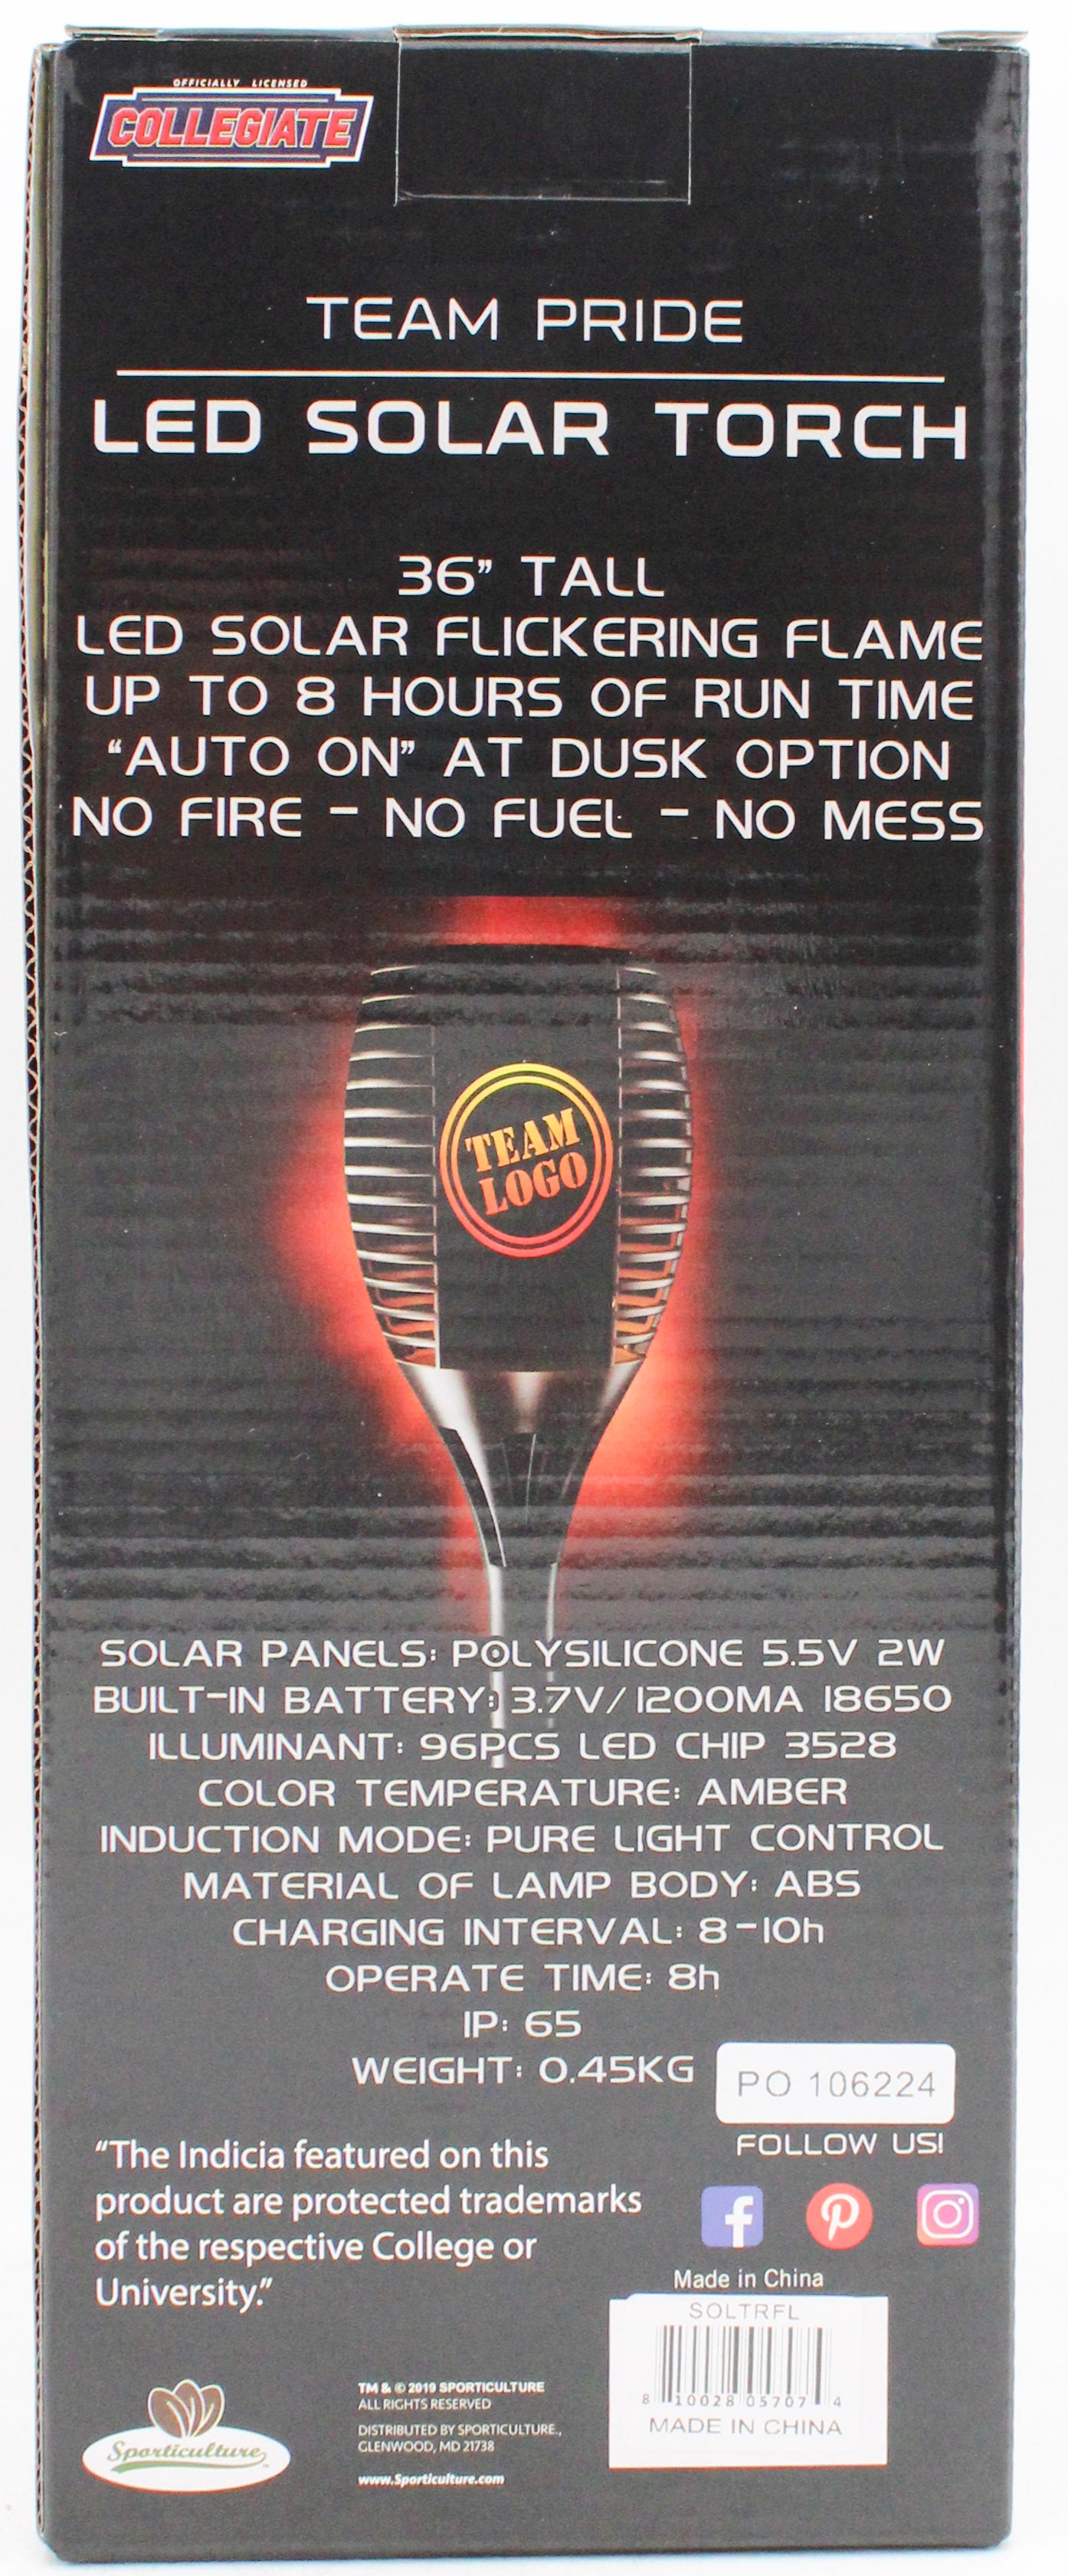 OFFICIALLY LICENSED
COLLEGIATE
TEAM PRIDE
LED SOLAR TORCH
36” TALL
LED SOLAR FLICKERING FLAME
UP TO 8 HOURS OF RUN TIME
“AUTO ON” AT DUSK OPTION
NO FIRE - NO FUEL - NO MESS
TEAM
LOGO
SOLAR PANELS: POLYSILICONE 5.5V 2W
BUILT-IN BATTERY: 3.7V/1200MA 18650
ILLUMINANT: 96PCS LED CHIP 3528
COLOR TEMPERATURE: AMBER
INDUCTION MODE: PURE LIGHT CONTROL
MATERIAL OF LAMP BODY: ABS
CHARGING INTERVAL: 8-10h
OPERATE TIME: 8h
IP: 65
WEIGHT: 0.45KG
PO 106224
FOLLOW US!
“The Indicia featured on this
product are protected trademarks
of the respective College or
University.”
Made in China
SOLTRFL
8 10028 05707 4
MADE IN CHINA
Sporticulture
TM & © 2019 SPORTICULTURE
ALL RIGHTS RESERVED
DISTRIBUTED BY SPORTICULTURE.,
GLENWOOD, MD 21738
www.Sporticulture.com